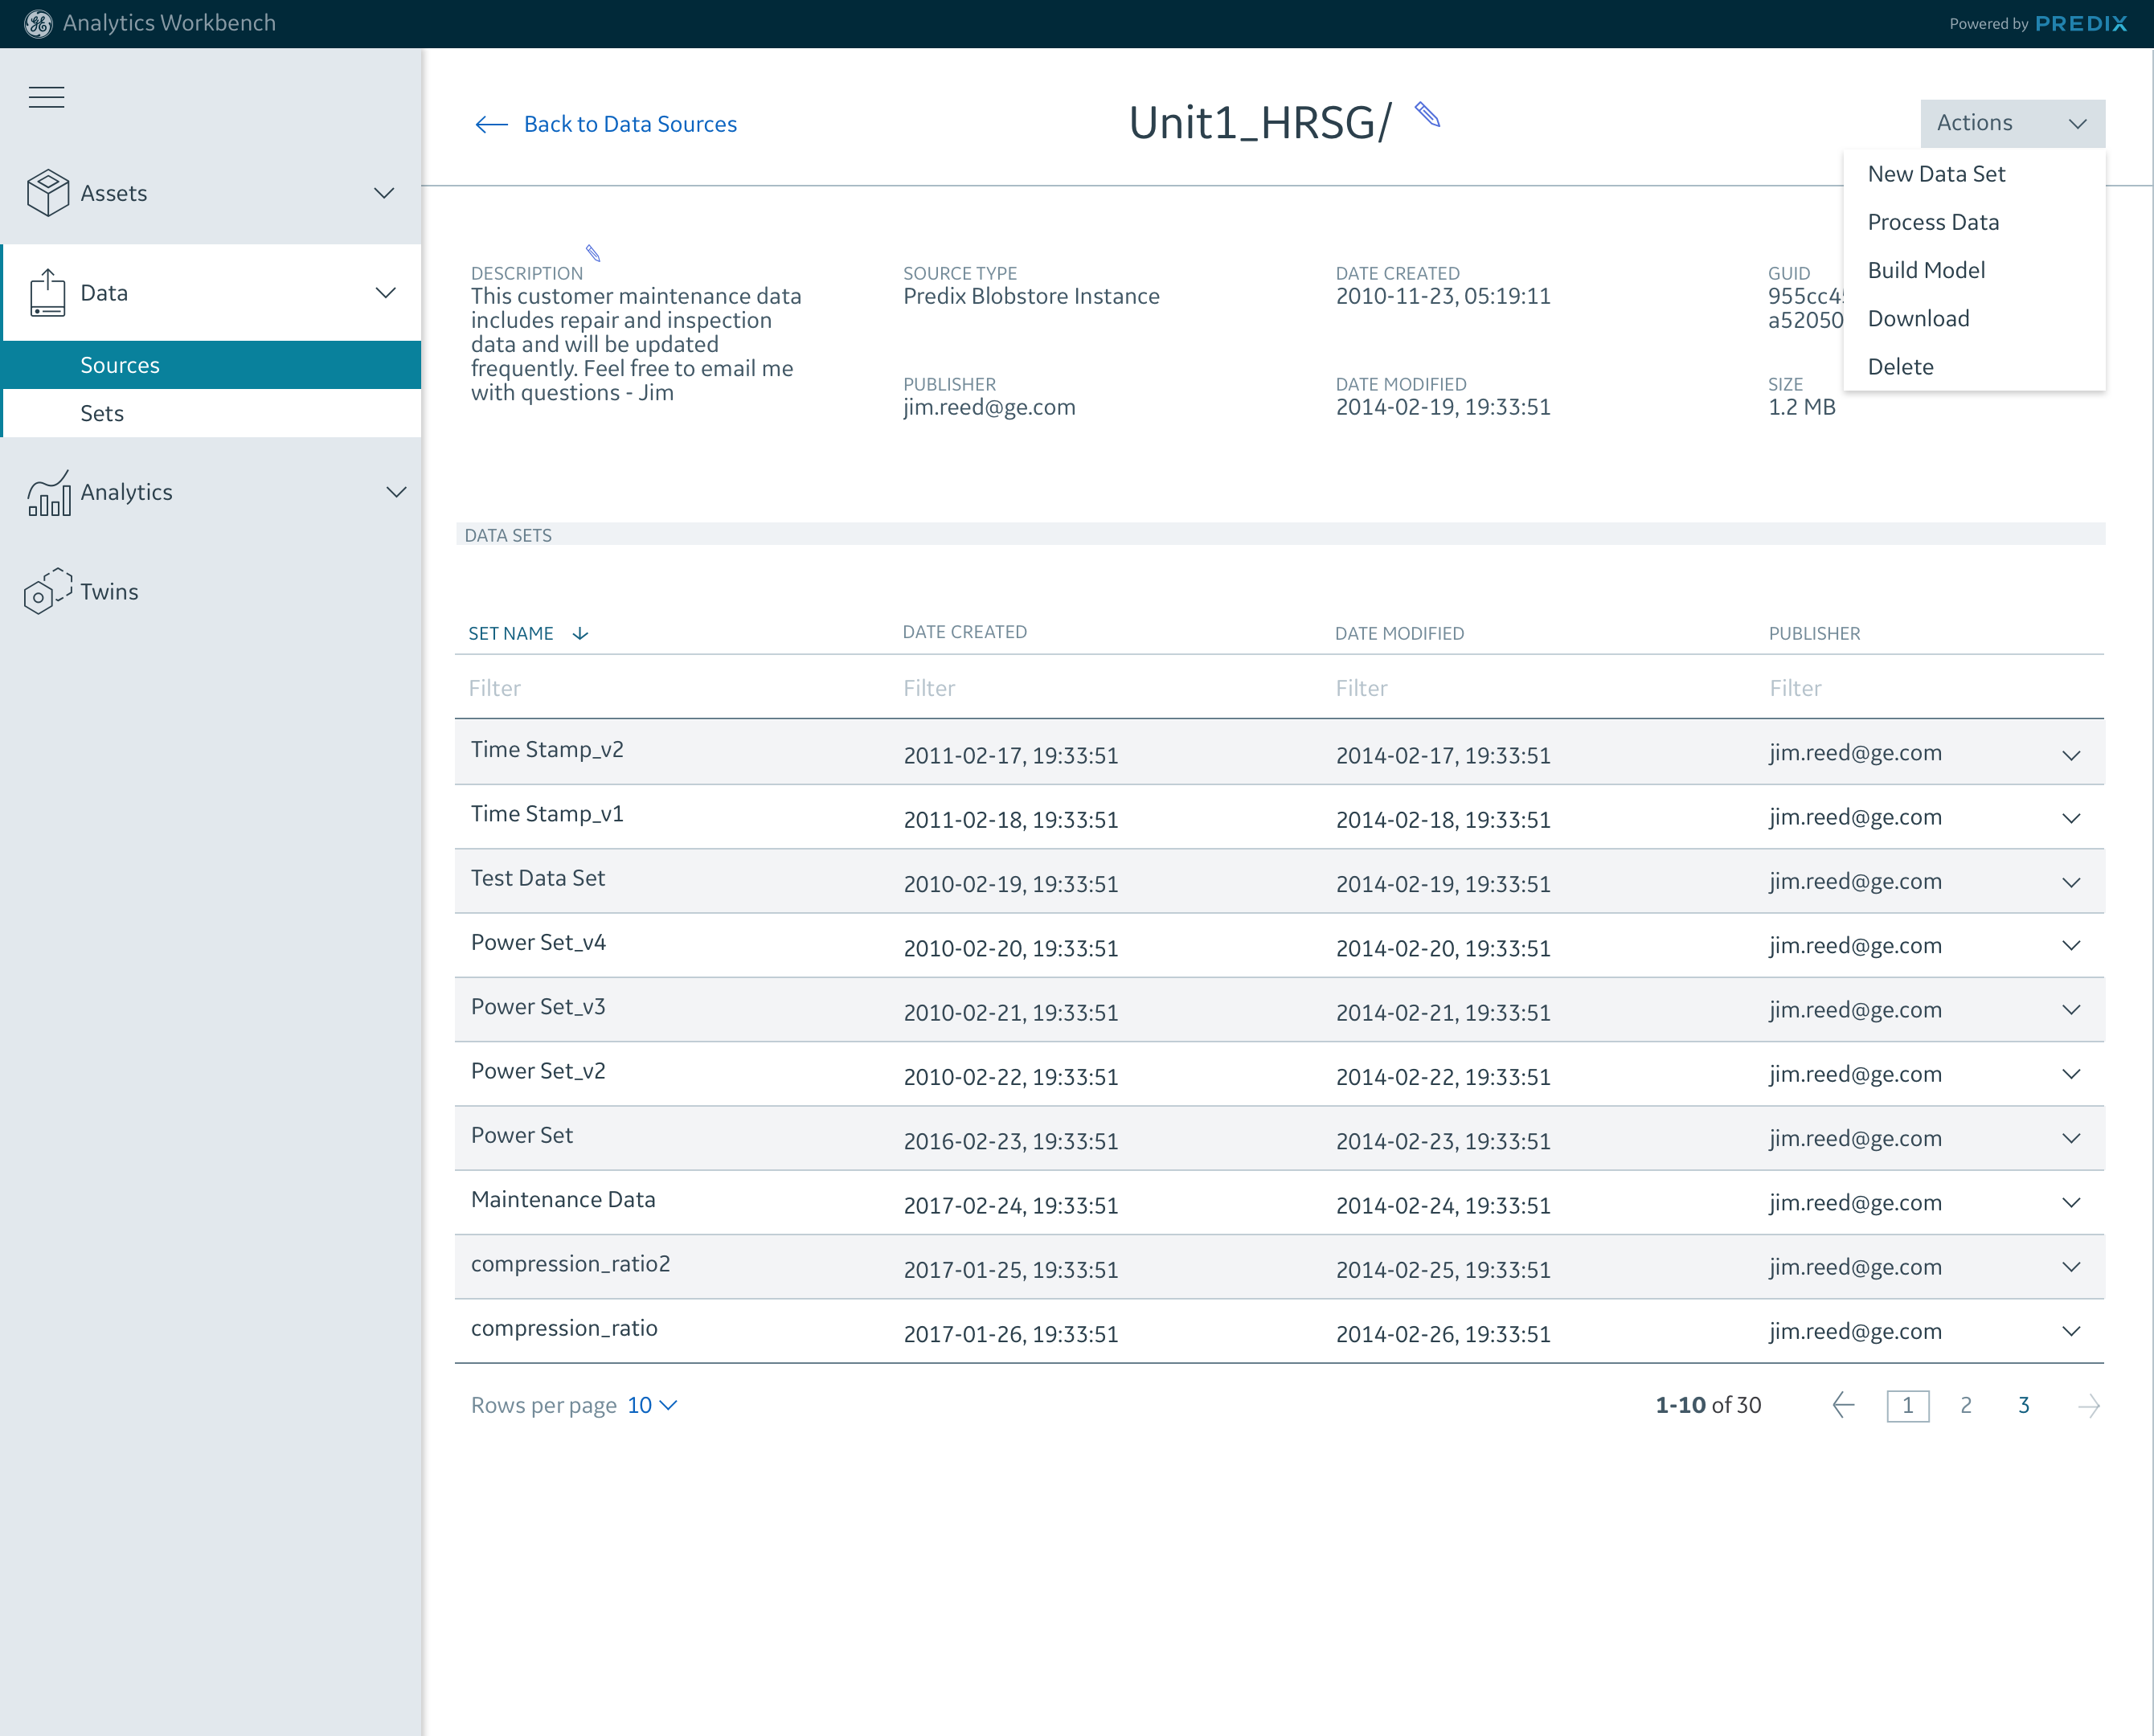 Analytics Workbench
Powered by PREDIX
Back to Data Sources
Unit1_HRSG/
Actions
New Data Set
Process Data
Build Model
Download
Delete
Assets
Data
Sources
Sets
Analytics
Twins
DESCRIPTION
This customer maintenance data
includes repair and inspection
data and will be updated
frequently. Feel free to email me
with questions - Jim
SOURCE TYPE
Predix Blobstore Instance
PUBLISHER
jim.reed@ge.com
DATE CREATED
2010-11-23, 05:19:11
DATE MODIFIED
2014-02-19, 19:33:51
GUID
955cc4
a52050
SIZE
1.2 MB
DATA SETS
SET NAME DATE CREATED DATE MODIFIED PUBLISHER
Filter Filter Filter Filter
Time Stamp_v2 2011-02-17, 19:33:51 2014-02-17, 19:33:51 jim.reed@ge.com
Time Stamp_v1 2011-02-18, 19:33:51 2014-02-18, 19:33:51 jim.reed@ge.com
Test Data Set 2010-02-19, 19:33:51 2014-02-19, 19:33:51 jim.reed@ge.com
Power Set_v4 2010-02-20, 19:33:51 2014-02-20, 19:33:51 jim.reed@ge.com
Power Set_v3 2010-02-21, 19:33:51 2014-02-21, 19:33:51 jim.reed@ge.com
Power Set_v2 2010-02-22, 19:33:51 2014-02-22, 19:33:51 jim.reed@ge.com
Power Set 2016-02-23, 19:33:51 2014-02-23, 19:33:51 jim.reed@ge.com
Maintenance Data 2017-02-24, 19:33:51 2014-02-24, 19:33:51 jim.reed@ge.com
compression_ratio2 2017-01-25, 19:33:51 2014-02-25, 19:33:51 jim.reed@ge.com
compression_ratio 2017-01-26, 19:33:51 2014-02-26, 19:33:51 jim.reed@ge.com
Rows per page 10
1-10 of 30 1 2 3